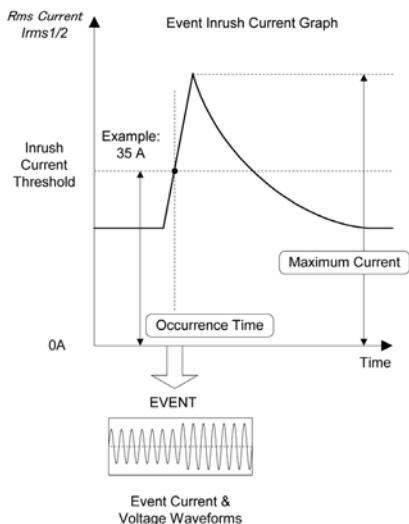 Rms Current
Irms1/2
Event Inrush Current Graph
Example:
35 A
Inrush
Current
Threshold
Maximum Current
Occurrence Time
0A
Time
EVENT
Event Current &
Voltage Waveforms